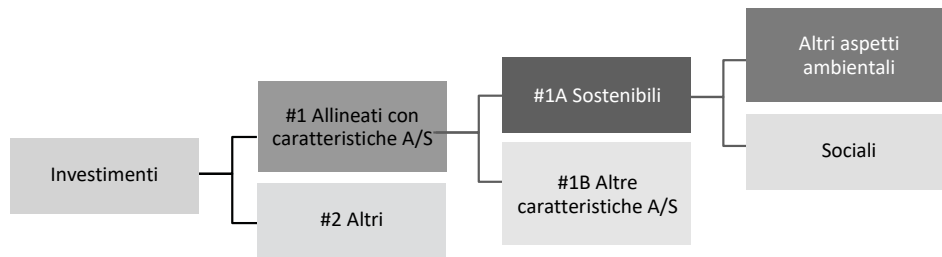 Investimenti
#1 Allineati con
caratteristiche A/S
#2 Altri
#1A Sostenibili
#1B Altre
caratteristiche A/S
Altri aspetti
ambientali
Sociali